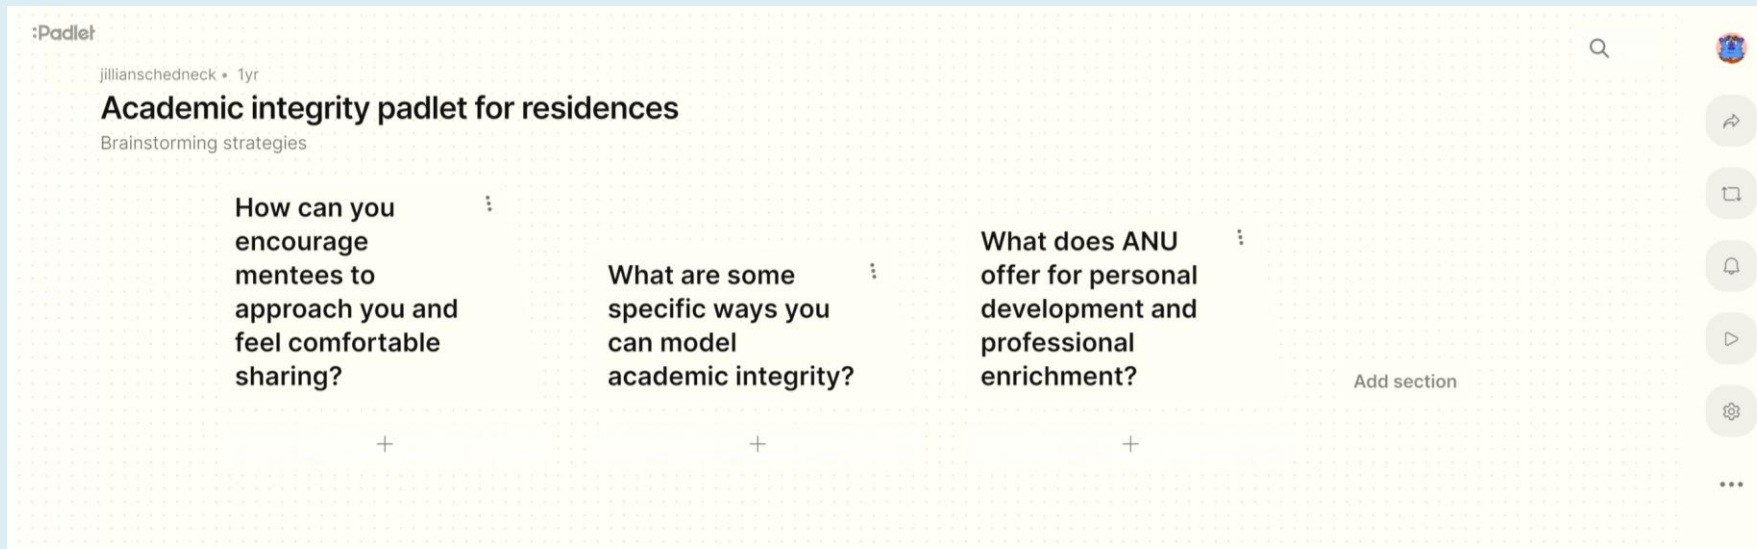 :Padlet
jillianschedneck • 1yr
Academic integrity padlet for residences
Brainstorming strategies
How can you
encourage
mentees to
approach you and
feel comfortable
sharing?
What are some
specific ways you
can model
academic integrity?
What does ANU
offer for personal
development and
professional
enrichment?
Add section